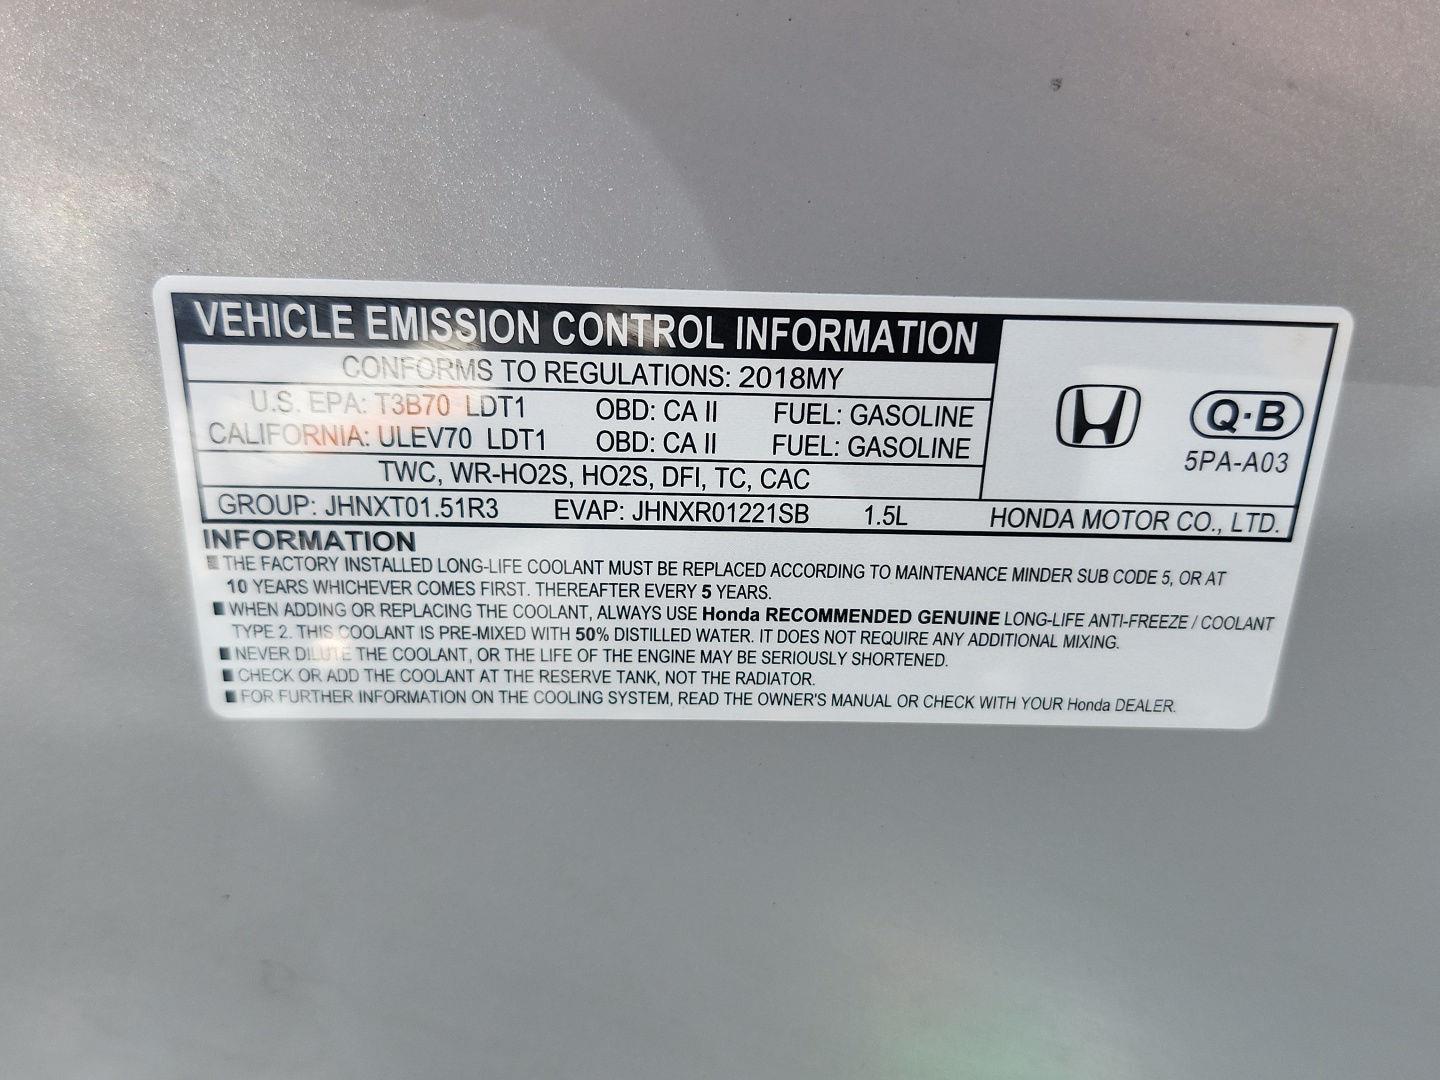 VEHICLE EMISSION CONTROL INFORMATION
CONFORMS TO REGULATIONS: 2018MY
U.S. EPA: T3B70 LDT1 OBD: CA II FUEL: GASOLINE
CALIFORNIA: ULEV70 LDT1 OBD: CA II FUEL: GASOLINE
Q·B
5PA-A03
TWC, WR-HO2S, HO2S, DFI, TC, CAC
GROUP: JHNXT01.51R3 EVAP: JHNXR01221SB 1.5L HONDA MOTOR CO., LTD.
INFORMATION
■ THE FACTORY INSTALLED LONG-LIFE COOLANT MUST BE REPLACED ACCORDING TO MAINTENANCE MINDER SUB CODE 5, OR AT
10 YEARS WHICHEVER COMES FIRST. THEREAFTER EVERY 5 YEARS.
■ WHEN ADDING OR REPLACING THE COOLANT, ALWAYS USE Honda RECOMMENDED GENUINE LONG-LIFE ANTI-FREEZE / COOLANT
TYPE 2. THIS COOLANT IS PRE-MIXED WITH 50% DISTILLED WATER. IT DOES NOT REQUIRE ANY ADDITIONAL MIXING.
■ NEVER DILUTE THE COOLANT, OR THE LIFE OF THE ENGINE MAY BE SERIOUSLY SHORTENED.
■ CHECK OR ADD THE COOLANT AT THE RESERVE TANK, NOT THE RADIATOR.
■ FOR FURTHER INFORMATION ON THE COOLING SYSTEM, READ THE OWNER'S MANUAL OR CHECK WITH YOUR Honda DEALER.